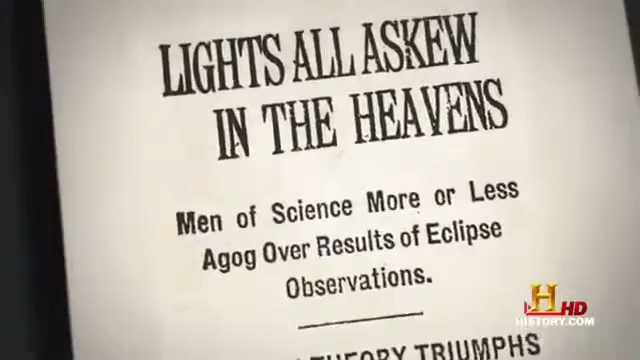 LIGHTS ALL ASKEW
IN THE HEAVENS
Men of Science More or Less
Agog Over Results of Eclipse
Observations.
THEORY TRIUMPHS
H HD
HISTORY.COM